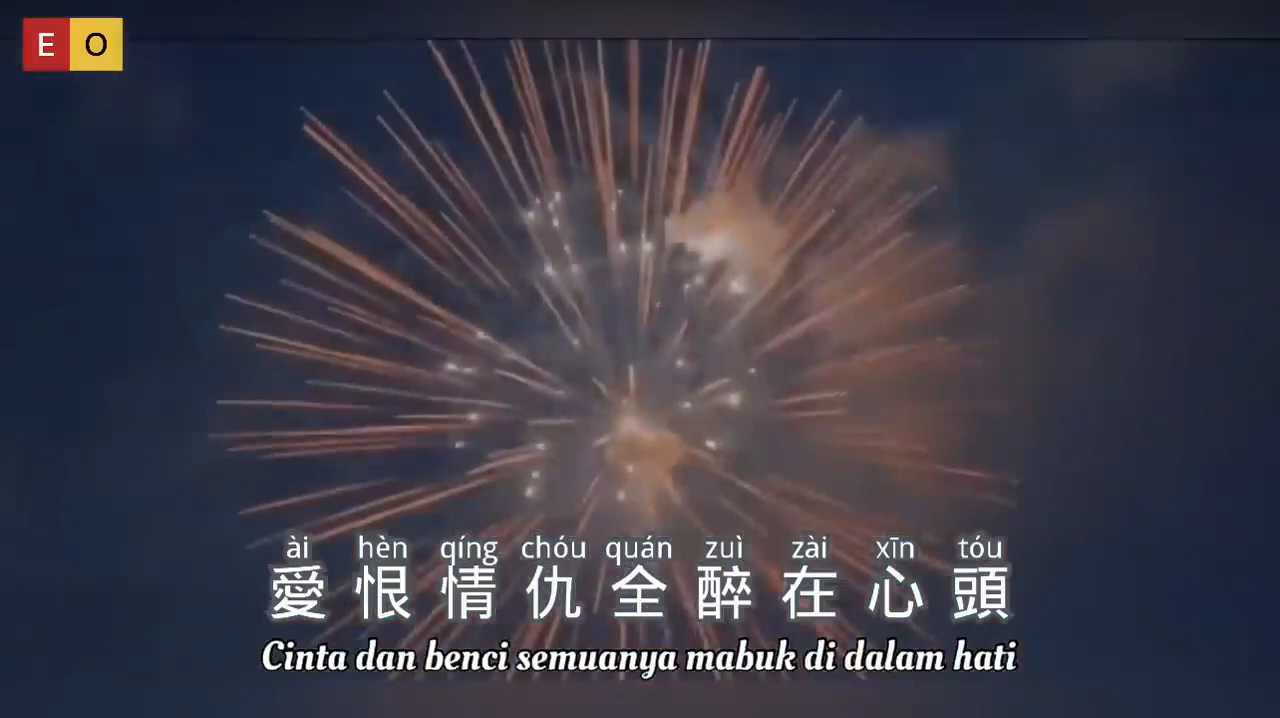 E O
ài hèn qíng chóu quán zuì zài xīn tóu
愛恨情仇全醉在心頭
Cinta dan benci semuanya mabuk di dalam hati